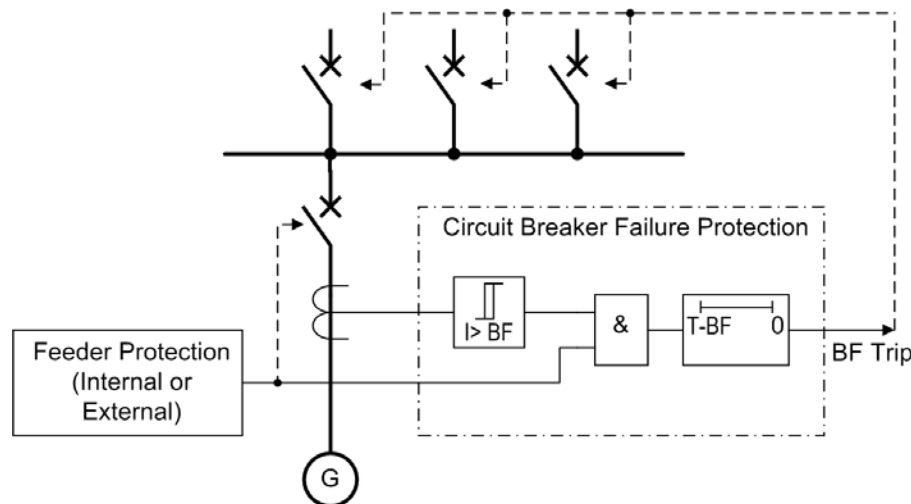 Circuit Breaker Failure Protection
I> BF
&
T-BF 0
BF Trip
Feeder Protection
(Internal or
External)
G